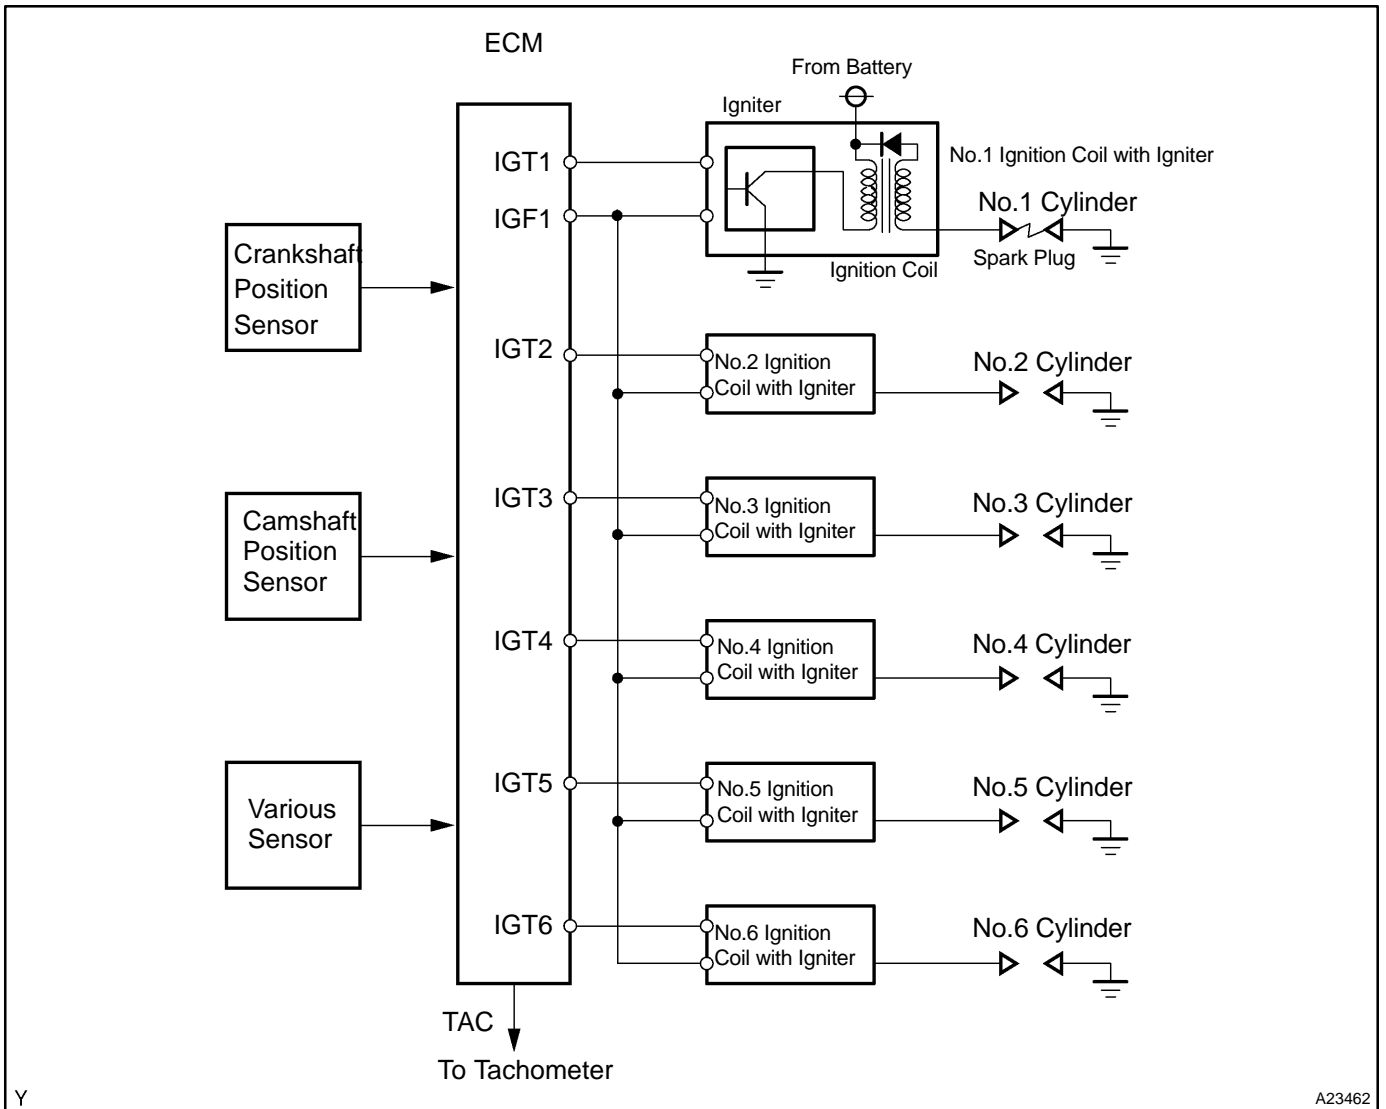 ECM
From Battery
Igniter
IGT1
No.1 Ignition Coil with Igniter
IGF1
No.1 Cylinder
Spark Plug
Ignition Coil
Crankshaft
Position
Sensor
IGT2
No.2 Ignition
Coil with Igniter
No.2 Cylinder
IGT3
No.3 Ignition
Coil with Igniter
No.3 Cylinder
Camshaft
Position
Sensor
IGT4
No.4 Ignition
Coil with Igniter
No.4 Cylinder
IGT5
No.5 Ignition
Coil with Igniter
No.5 Cylinder
Various
Sensor
IGT6
No.6 Ignition
Coil with Igniter
No.6 Cylinder
TAC
To Tachometer
Y
A23462